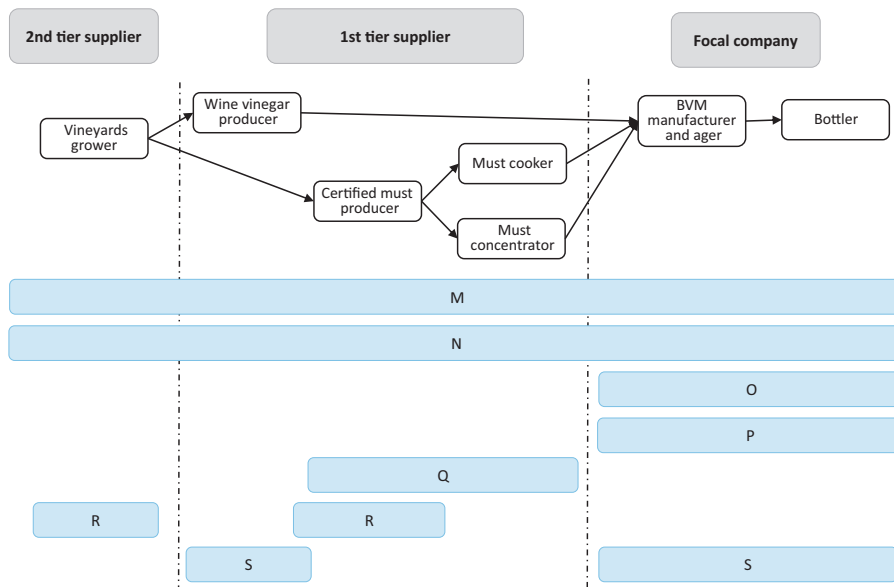 2nd tier supplier
1st tier supplier
Focal company
Wine vinegar
producer
Vineyards
grower
BVM
manufacturer
and ager
Bottler
Must cooker
Certified must
producer
Must
concentrator
M
N
O
P
Q
R
R
S
S